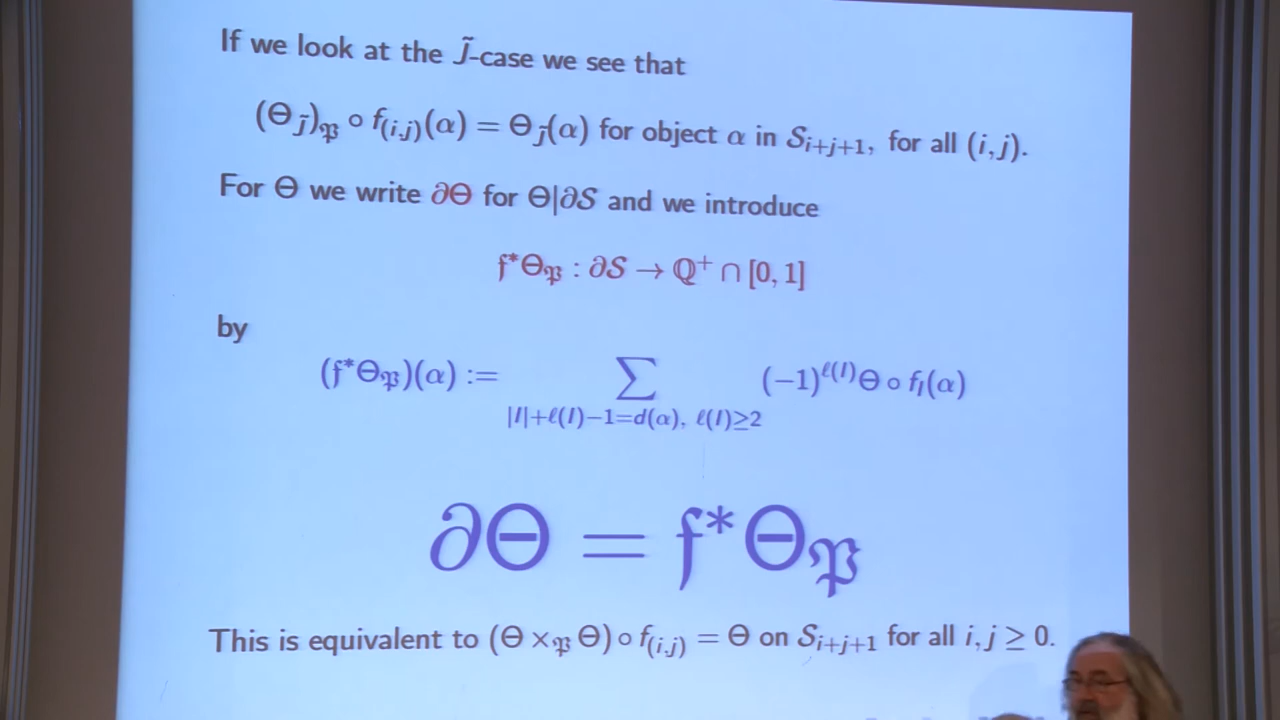 If we look at the J̃-case we see that
(Θ_J̃)_𝔓 ∘ f_(i,j)(α) = Θ_J̃(α) for object α in S_{i+j+1}, for all (i,j).
For Θ we write ∂Θ for Θ|∂S and we introduce
𝔣*Θ_𝔓 : ∂S → ℚ⁺ ∩ [0, 1]
by
(𝔣*Θ_𝔓)(α) := ∑_{|I|+ℓ(I)−1=d(α), ℓ(I)≥2} (−1)^{ℓ(I)}Θ ∘ f_I(α)
∂Θ = 𝔣*Θ_𝔓
This is equivalent to (Θ ×_𝔓 Θ) ∘ f_(i,j) = Θ on S_{i+j+1} for all i, j ≥ 0.